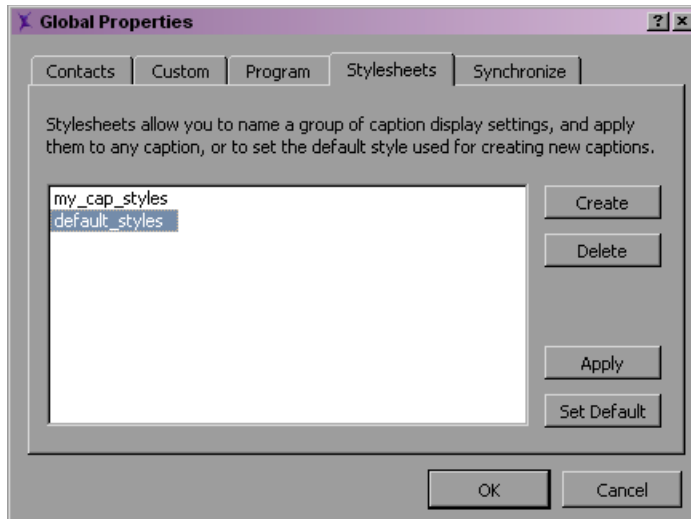 Global Properties
Contacts Custom Program Stylesheets Synchronize
Stylesheets allow you to name a group of caption display settings, and apply
them to any caption, or to set the default style used for creating new captions.
my_cap_styles
default_styles
Create
Delete
Apply
Set Default
OK Cancel